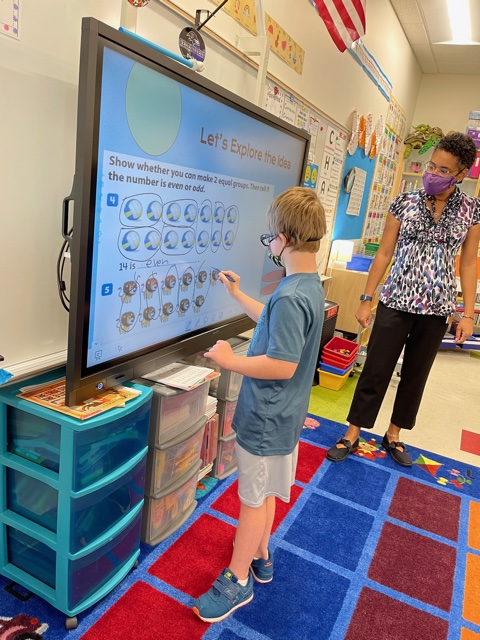 Let's Explore the Idea
Show whether you can make 2 equal groups. Then tell if
the number is even or odd.
4
14 is even
5